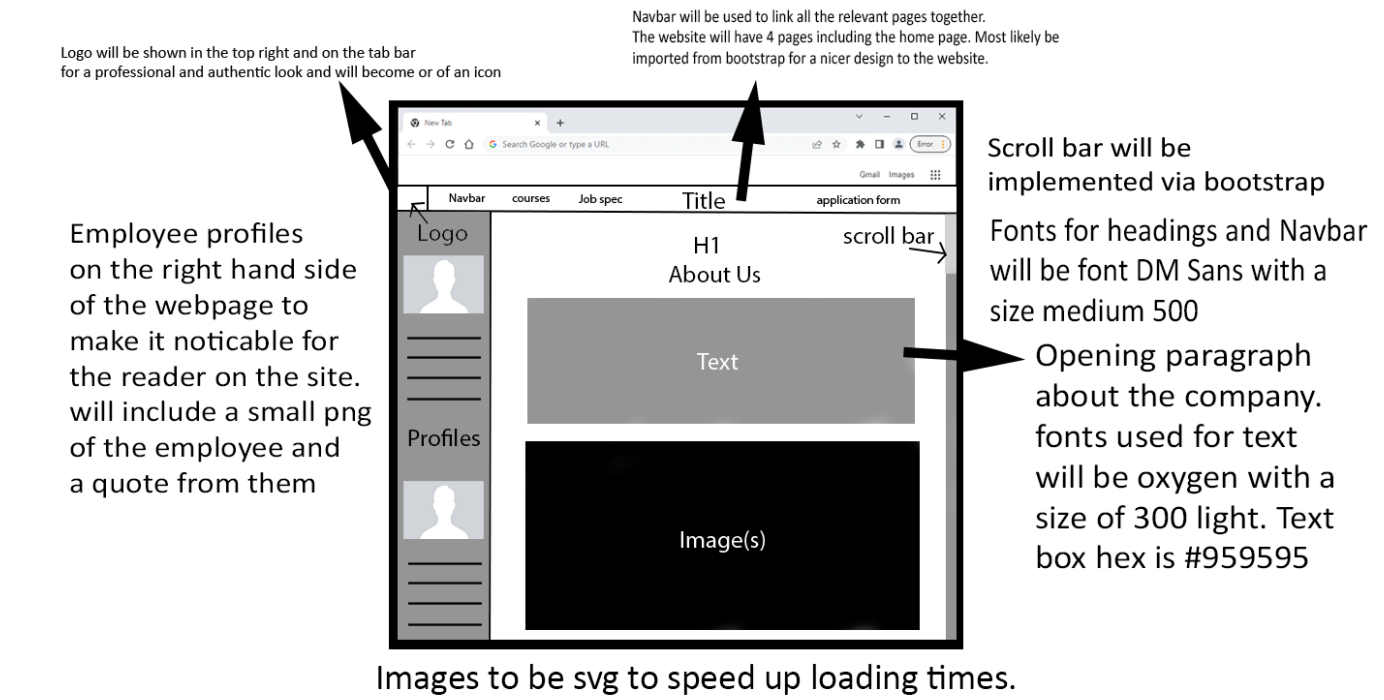 Navbar will be used to link all the relevant pages together.
The website will have 4 pages including the home page. Most likely be
imported from bootstrap for a nicer design to the website.
Logo will be shown in the top right and on the tab bar
for a professional and authentic look and will become or of an icon
New Tab
Search Google or type a URL
Error
Gmail Images
Navbar courses Job spec Title application form
Logo
scroll bar
H1
About Us
Text
Profiles
Image(s)
Employee profiles
on the right hand side
of the webpage to
make it noticable for
the reader on the site.
will include a small png
of the employee and
a quote from them
Scroll bar will be
implemented via bootstrap
Fonts for headings and Navbar
will be font DM Sans with a
size medium 500
Opening paragraph
about the company.
fonts used for text
will be oxygen with a
size of 300 light. Text
box hex is #959595
Images to be svg to speed up loading times.